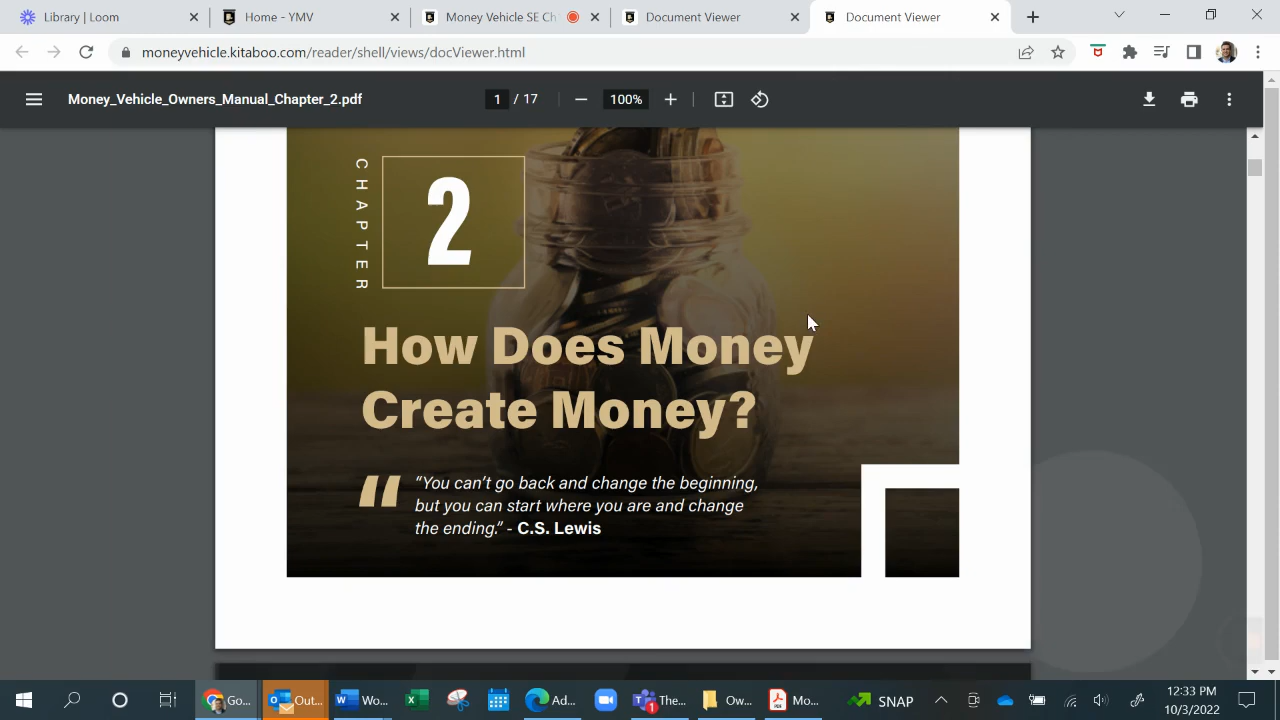 Library | Loom
Home - YMV
Money Vehicle SE Ch
Document Viewer
Document Viewer
moneyvehicle.kitaboo.com/reader/shell/views/docViewer.html
Money_Vehicle_Owners_Manual_Chapter_2.pdf
1 / 17
100%
CHAPTER
2
How Does Money
Create Money?
"You can't go back and change the beginning,
but you can start where you are and change
the ending." - C.S. Lewis
Go...
Out...
Wo...
Ad...
The...
Ow...
Mo...
SNAP
12:33 PM
10/3/2022